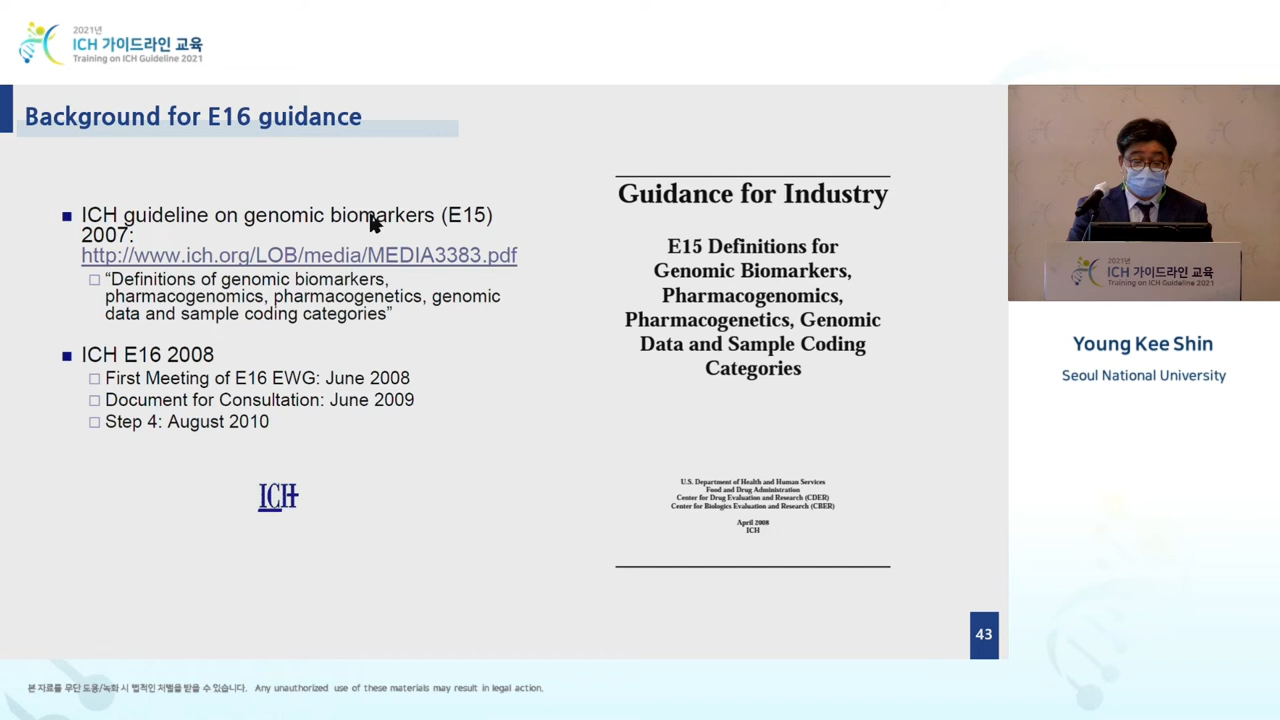 2021년
ICH 가이드라인 교육
Training on ICH Guideline 2021
Background for E16 guidance
■ ICH guideline on genomic biomarkers (E15)
2007:
http://www.ich.org/LOB/media/MEDIA3383.pdf
□ “Definitions of genomic biomarkers,
pharmacogenomics, pharmacogenetics, genomic
data and sample coding categories”
■ ICH E16 2008
□ First Meeting of E16 EWG: June 2008
□ Document for Consultation: June 2009
□ Step 4: August 2010
ICH
Guidance for Industry
E15 Definitions for
Genomic Biomarkers,
Pharmacogenomics,
Pharmacogenetics, Genomic
Data and Sample Coding
Categories
U.S. Department of Health and Human Services
Food and Drug Administration
Center for Drug Evaluation and Research (CDER)
Center for Biologics Evaluation and Research (CBER)
April 2008
ICH
43
2021년
ICH 가이드라인 교육
Training on ICH Guideline 2021
Young Kee Shin
Seoul National University
본 자료를 무단 도용/녹화 시 법적인 처벌을 받을 수 있습니다. Any unauthorized use of these materials may result in legal action.